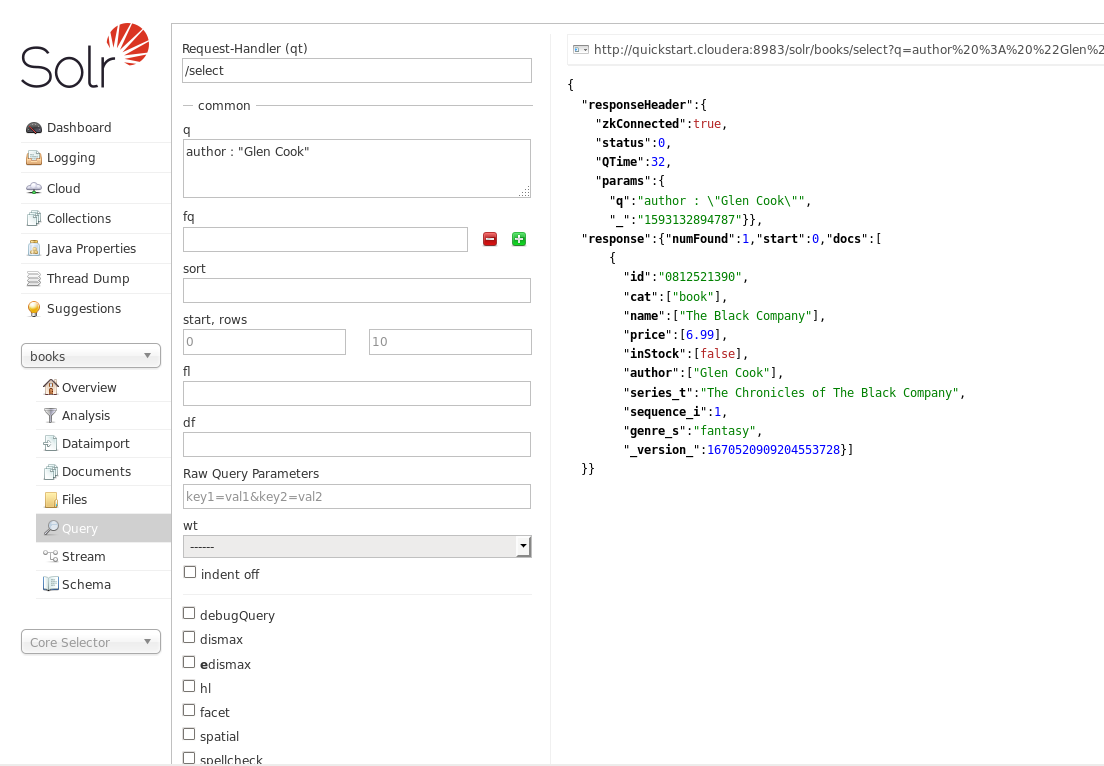 Solr
Dashboard
Logging
Cloud
Collections
Java Properties
Thread Dump
Suggestions
books
Overview
Analysis
Dataimport
Documents
Files
Query
Stream
Schema
Core Selector
Request-Handler (qt)
/select
common
q
author : "Glen Cook"
fq
sort
start, rows
0 10
fl
df
Raw Query Parameters
key1=val1&key2=val2
wt
------
indent off
debugQuery
dismax
edismax
hl
facet
spatial
spellcheck
http://quickstart.cloudera:8983/solr/books/select?q=author%20%3A%20%22Glen%2
{
"responseHeader":{
"zkConnected":true,
"status":0,
"QTime":32,
"params":{
"q":"author : \"Glen Cook\"",
"_":"1593132894787"}},
"response":{"numFound":1,"start":0,"docs":[
{
"id":"0812521390",
"cat":["book"],
"name":["The Black Company"],
"price":[6.99],
"inStock":[false],
"author":["Glen Cook"],
"series_t":"The Chronicles of The Black Company",
"sequence_i":1,
"genre_s":"fantasy",
"_version_":1670520909204553728}]
}}